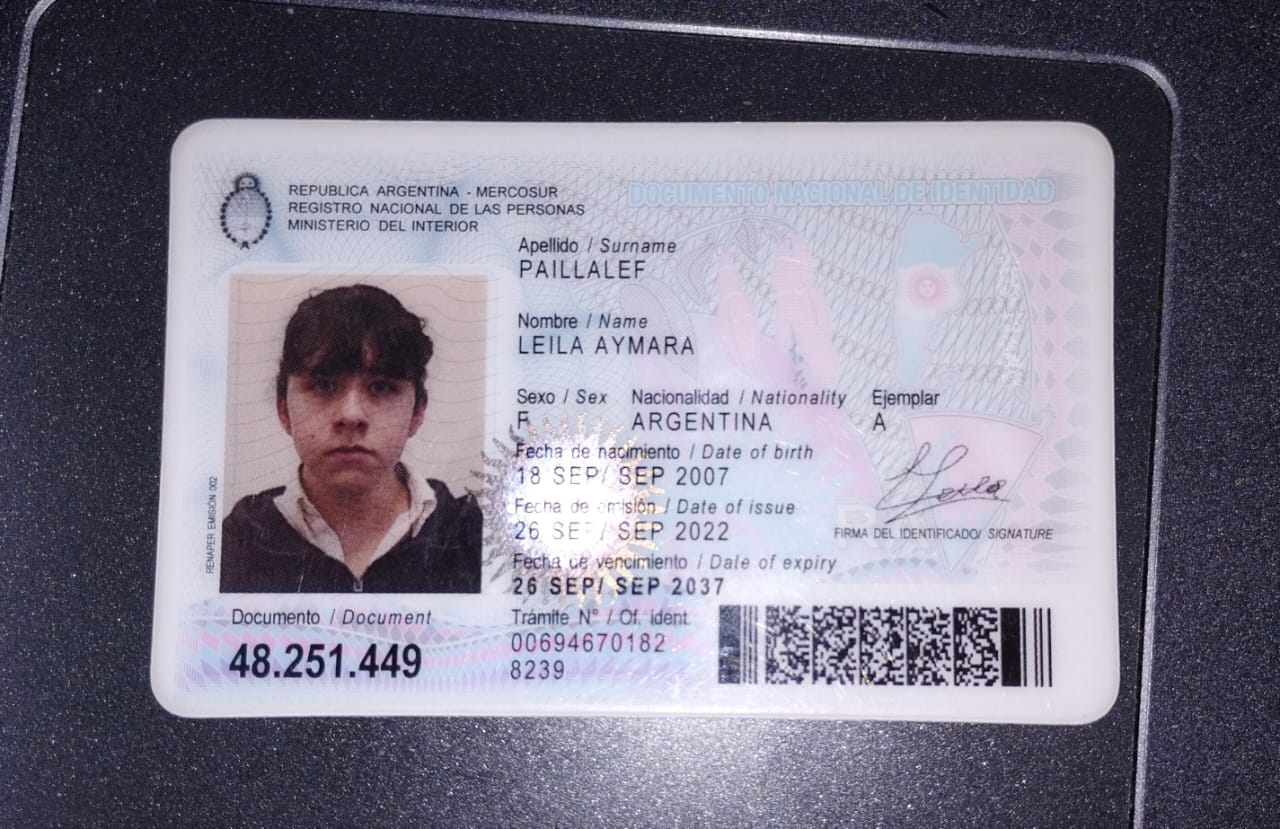 REPUBLICA ARGENTINA - MERCOSUR
REGISTRO NACIONAL DE LAS PERSONAS
MINISTERIO DEL INTERIOR
DOCUMENTO NACIONAL DE IDENTIDAD
Apellido / Surname
PAILLALEF
Nombre / Name
LEILA AYMARA
Sexo / Sex Nacionalidad / Nationality Ejemplar
F ARGENTINA A
Fecha de nacimiento / Date of birth
18 SEP/ SEP 2007
Fecha de emisión / Date of issue
26 SEP/ SEP 2022
FIRMA DEL IDENTIFICADO/ SIGNATURE
Fecha de vencimiento / Date of expiry
26 SEP/ SEP 2037
RENAPER EMISIÓN 002
Documento / Document
48.251.449
Trámite N° / Of. Ident.
00694670182
8239